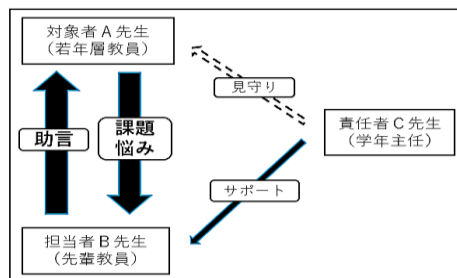 対象者A先生
(若年層教員)
見守り
助言
課題
悩み
責任者C先生
(学年主任)
サポート
担当者B先生
(先輩教員)